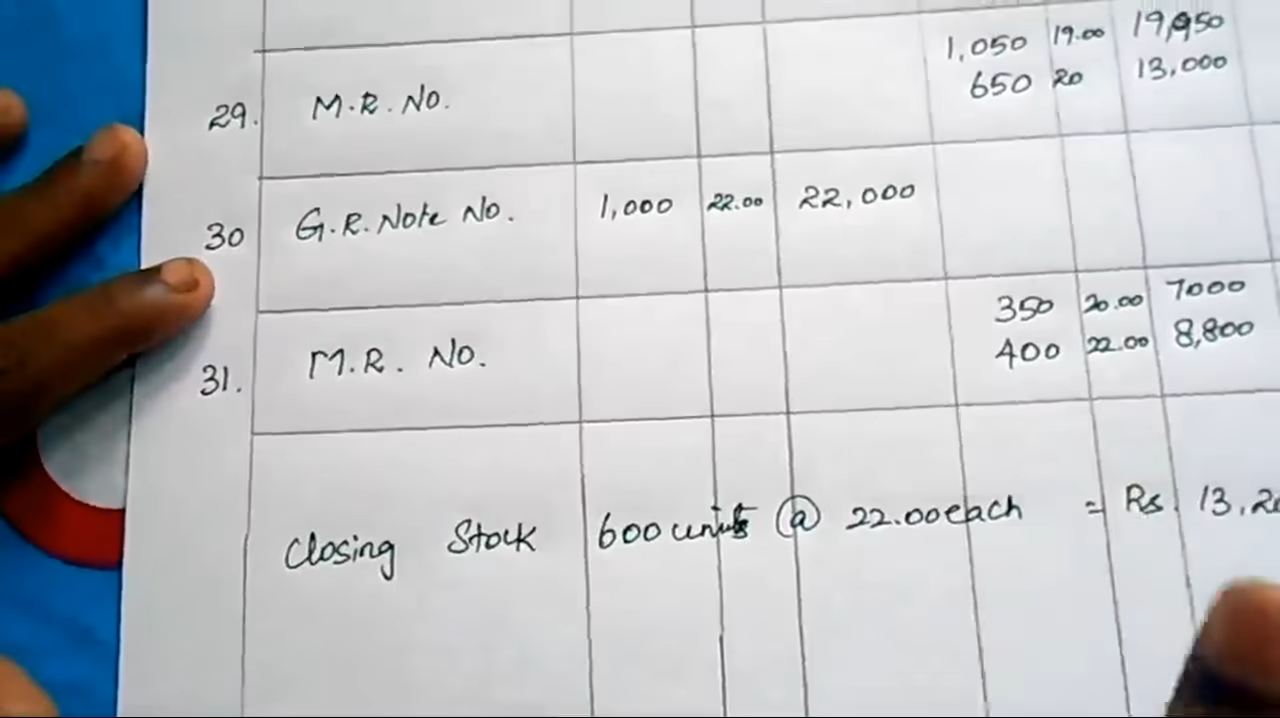 1,050 19.00 19,950
29. M.R. No. 650 20 13,000
30 G.R. Note No. 1,000 22.00 22,000
350 20.00 7000
31. M.R. No. 400 22.00 8,800
Closing Stock 600 units @ 22.00 each = Rs. 13,2